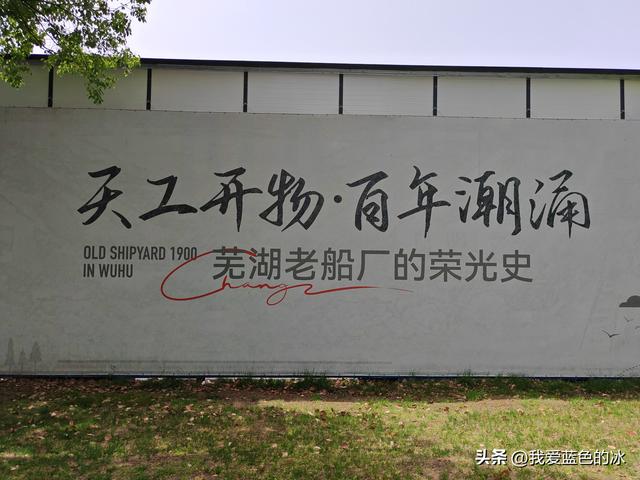 天工开物·百年潮涌
OLD SHIPYARD 1900
IN WUHU
芜湖老船厂的荣光史
Changz
头条 @我爱蓝色的冰